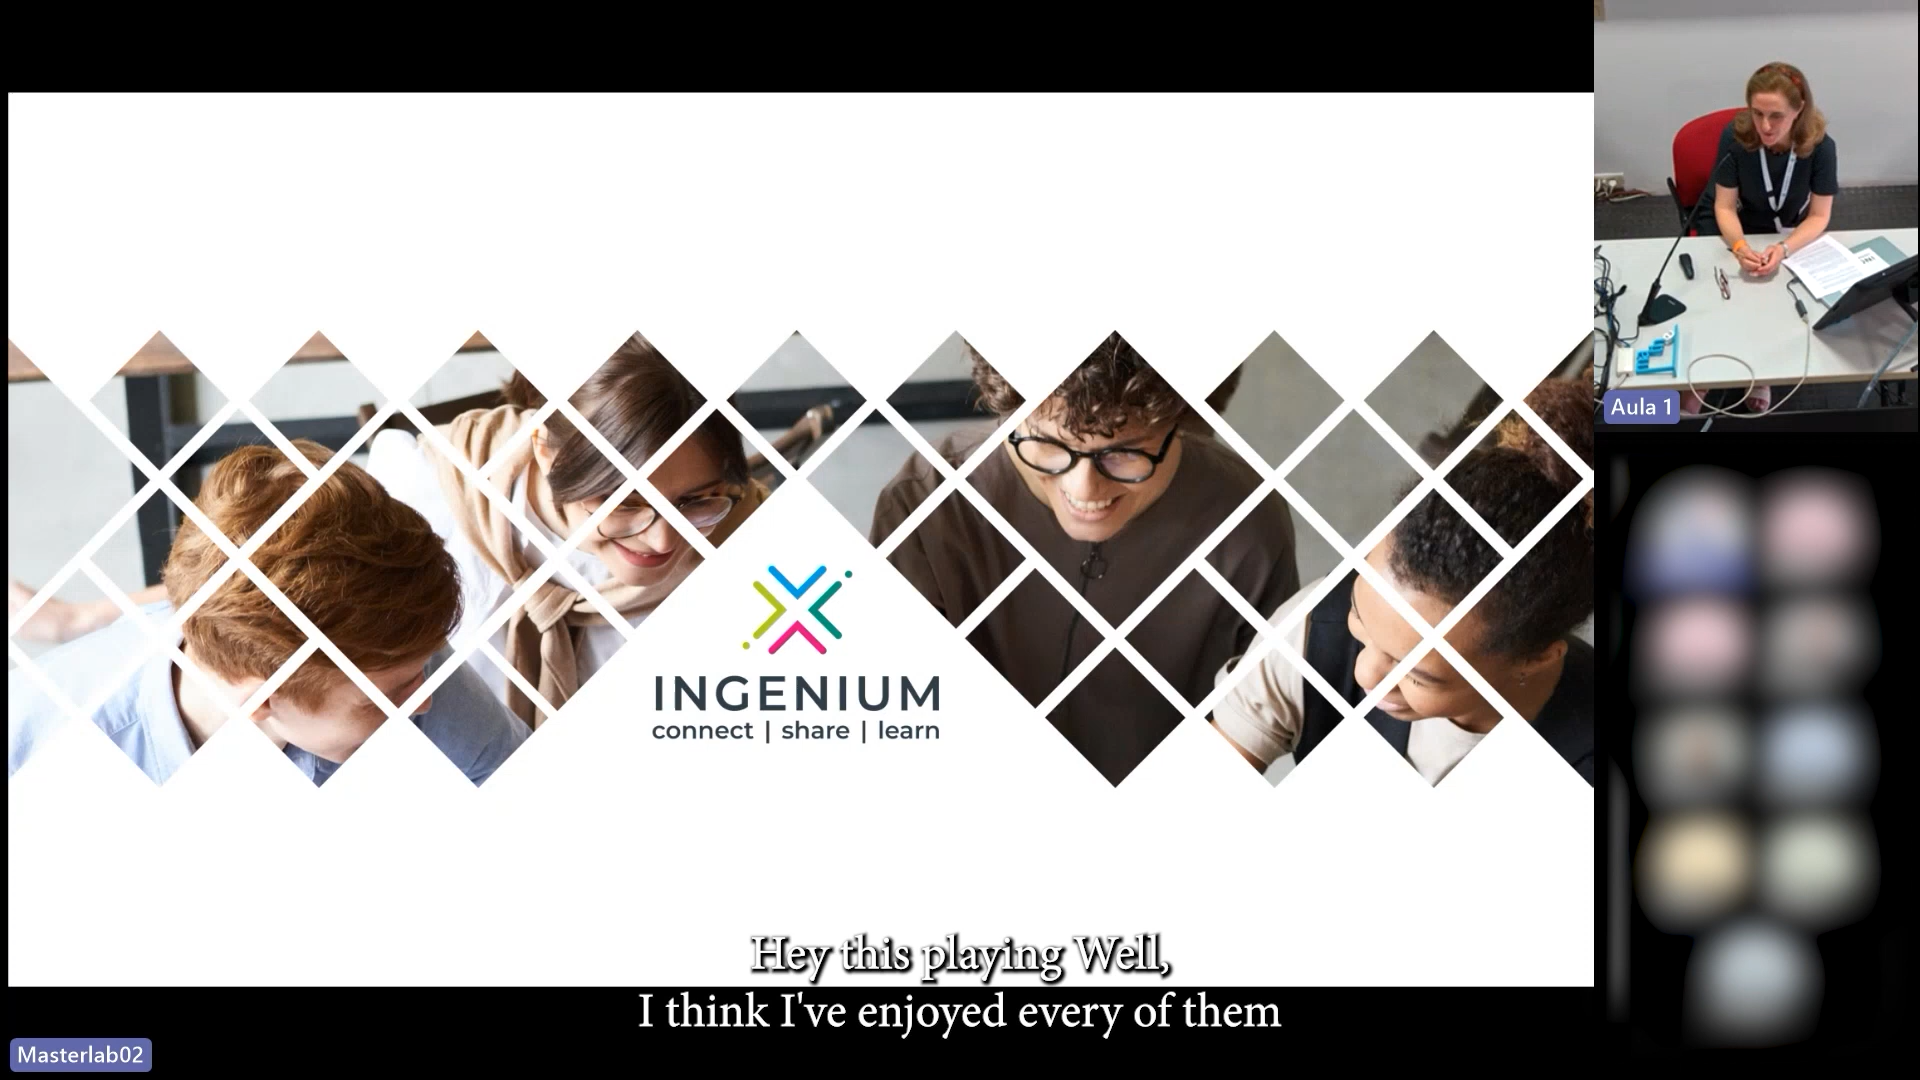 Aula 1
INGENIUM
connect | share | learn
Hey this playing Well,
I think I've enjoyed every of them
Masterlab02